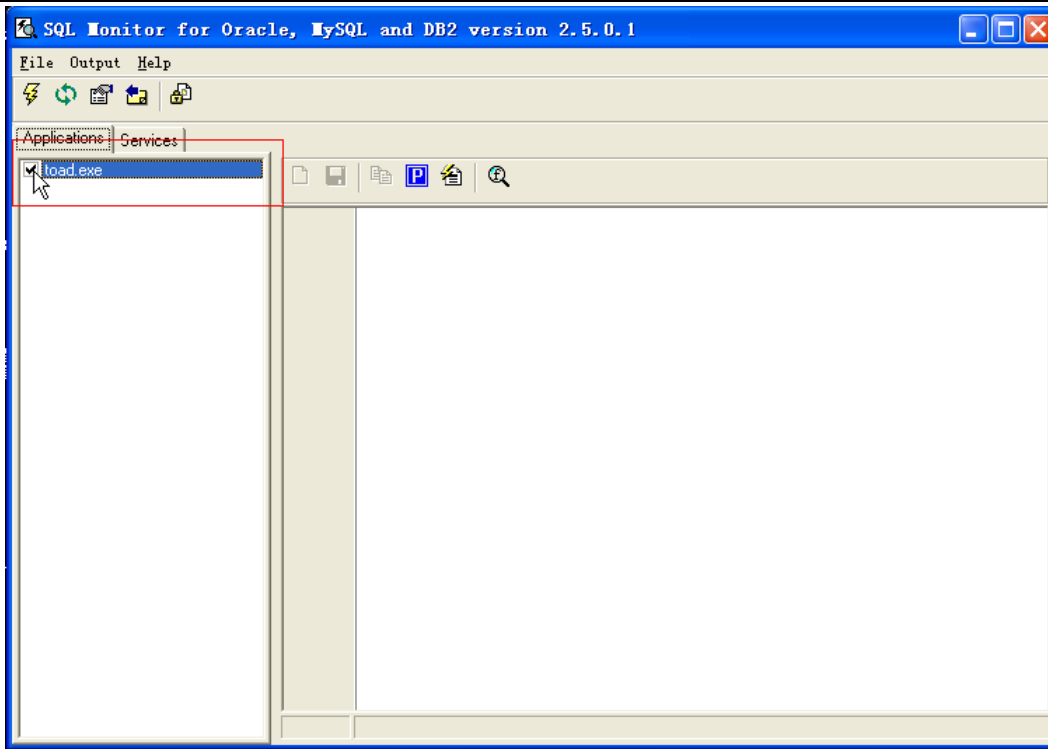 SQL Monitor for Oracle, MySQL and DB2 version 2.5.0.1
File Output Help
Applications Services
toad.exe
P